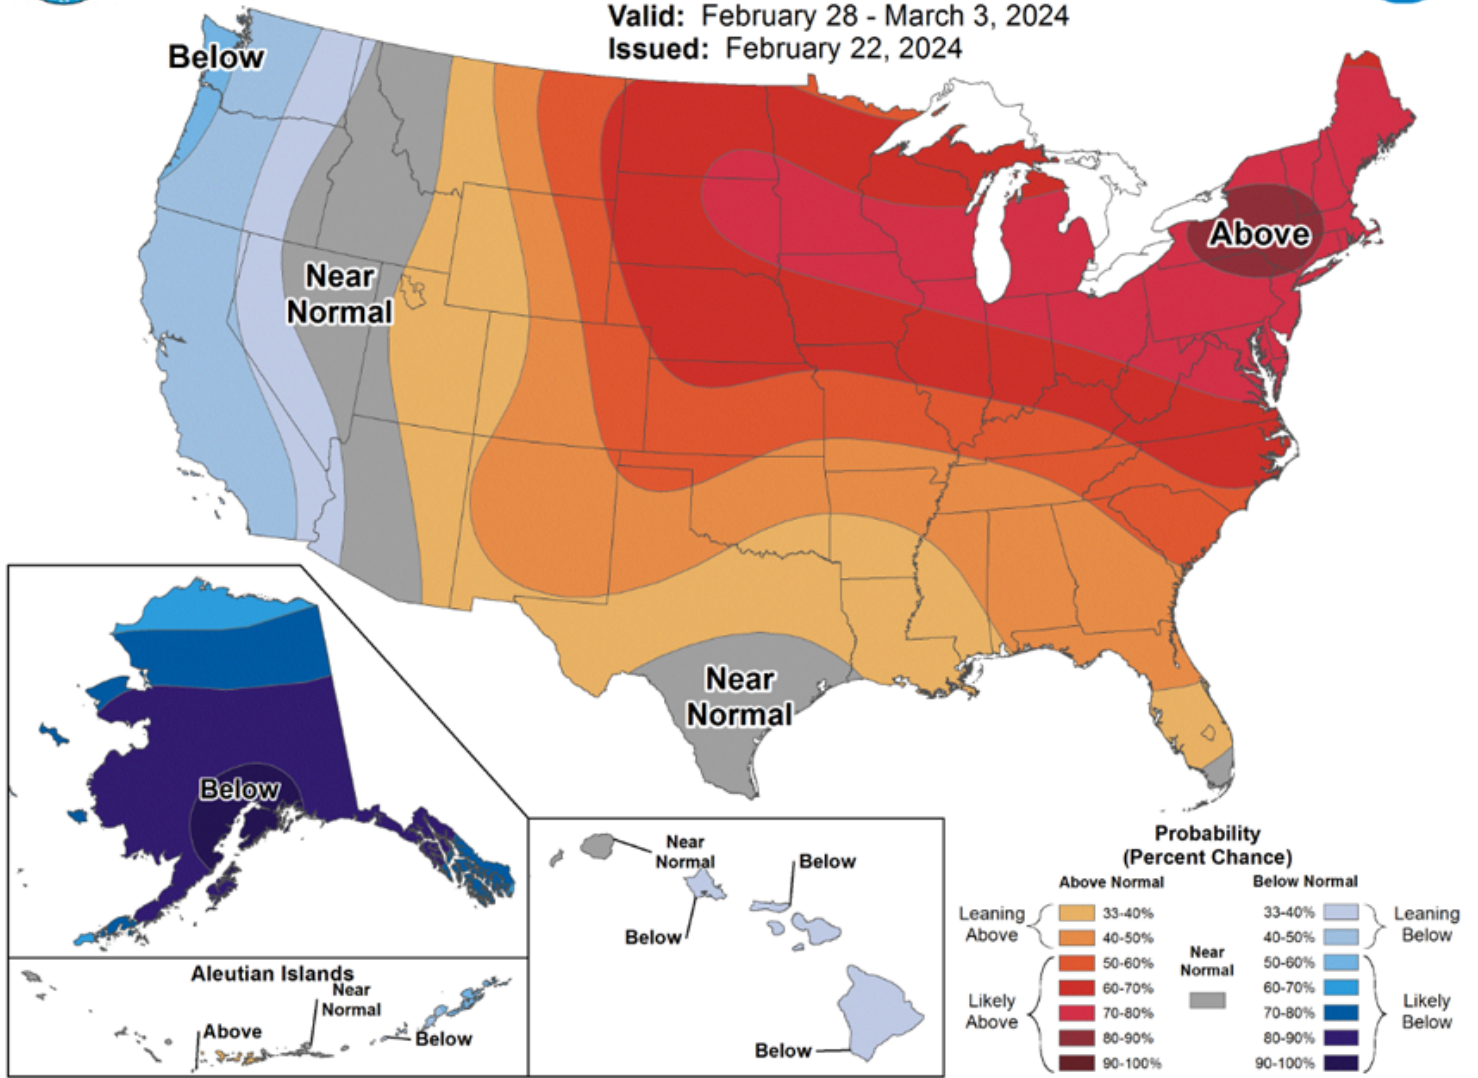 Valid: February 28 - March 3, 2024
Issued: February 22, 2024
Below
Above
Near
Normal
Near
Normal
Below
Near
Normal
Below
Below
Below
Aleutian Islands
Near
Normal
Above
Below
Probability
(Percent Chance)
Above Normal
Below Normal
Leaning
Above
33-40%
40-50%
Likely
Above
50-60%
60-70%
70-80%
80-90%
90-100%
Near
Normal
33-40%
40-50%
Leaning
Below
50-60%
60-70%
70-80%
80-90%
90-100%
Likely
Below